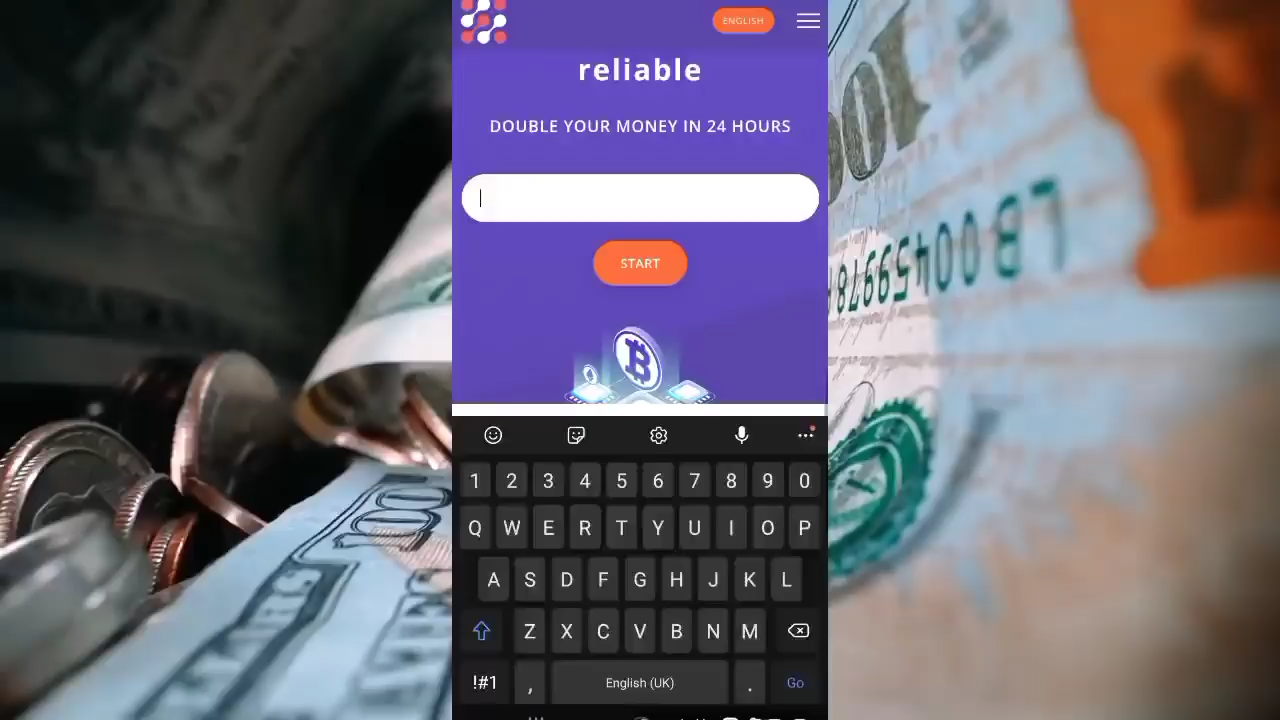 ENGLISH
reliable
DOUBLE YOUR MONEY IN 24 HOURS
START
1 2 3 4 5 6 7 8 9 0
Q W E R T Y U I O P
A S D F G H J K L
Z X C V B N M
!#1 , English (UK) . Go
100